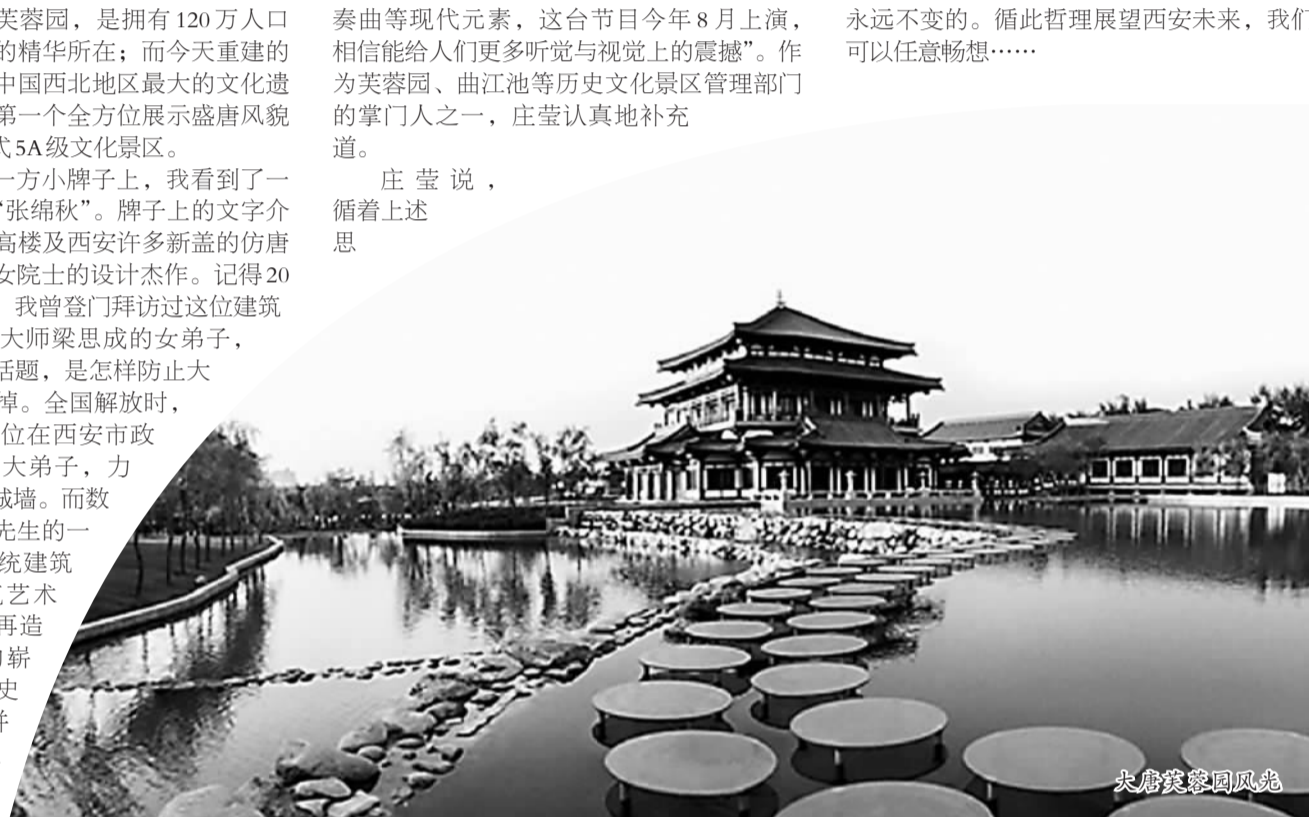 芙蓉园，是拥有120万人口
的精华所在；而今天重建的
中国西北地区最大的文化遗
第一个全方位展示盛唐风貌
式5A级文化景区。
一方小牌子上，我看到了一
“张绵秋”。牌子上的文字介
高楼及西安许多新盖的仿唐
女院士的设计杰作。记得20
我曾登门拜访过这位建筑
大师梁思成的女弟子，
话题，是怎样防止大
掉。全国解放时，
位在西安市政
大弟子，力
城墙。而数
先生的一
统建筑
艺术
再造
崭
史
奏曲等现代元素，这台节目今年8月上演，
相信能给人们更多听觉与视觉上的震撼”。作
为芙蓉园、曲江池等历史文化景区管理部门
的掌门人之一，庄莹认真地补充
道。
庄莹说，
循着上述
思
永远不变的。循此哲理展望西安未来，我们
可以任意畅想……
大唐芙蓉园风光